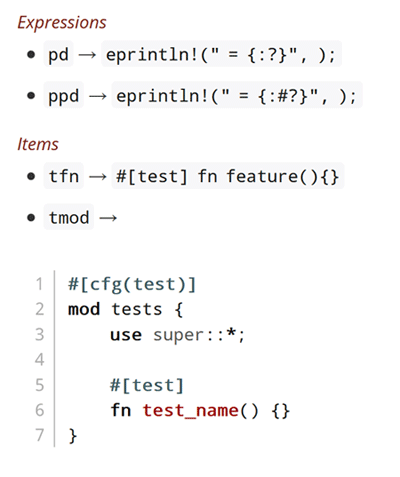 Expressions
• pd → eprintln!(" = {:?}", );
• ppd → eprintln!(" = {:#?}", );
Items
• tfn → #[test] fn feature(){}
• tmod →
1 #[cfg(test)]
2 mod tests {
3     use super::*;
4
5     #[test]
6     fn test_name() {}
7 }